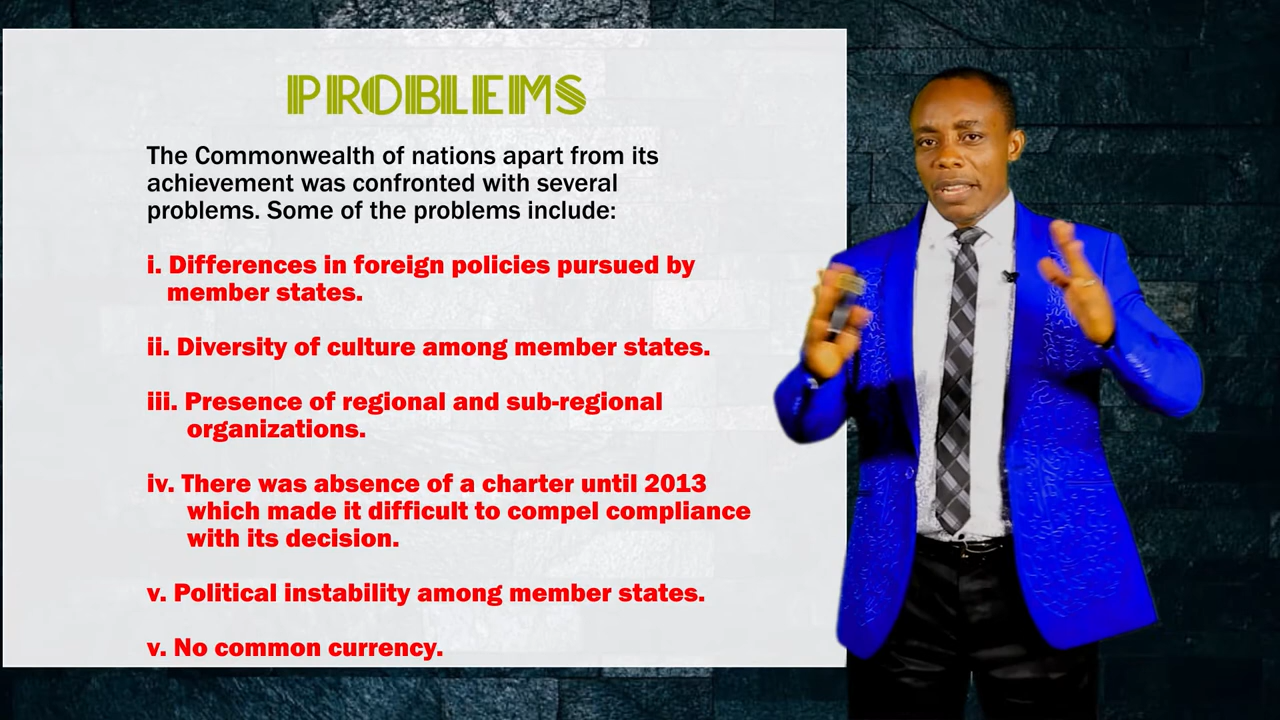 PROBLEMS
The Commonwealth of nations apart from its
achievement was confronted with several
problems. Some of the problems include:
i. Differences in foreign policies pursued by
member states.
ii. Diversity of culture among member states.
iii. Presence of regional and sub-regional
organizations.
iv. There was absence of a charter until 2013
which made it difficult to compel compliance
with its decision.
v. Political instability among member states.
v. No common currency.